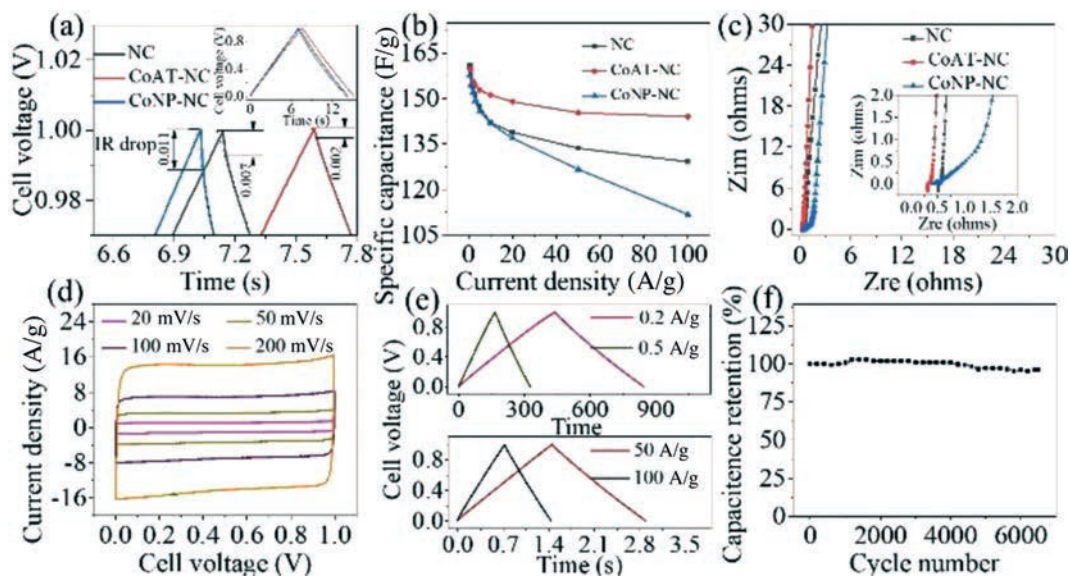 (a)
Cell voltage (V)
1.02
1.00
0.98
NC
CoAT-NC
CoNP-NC
IR drop
0.011
0.007
0.002
Cell voltage (V)
1.0
0.8
0.4
0.0
0 6 12
Time (s)
6.6 6.9 7.2 7.5 7.8
Time (s)
(b)
Specific capacitance (F/g)
165
150
135
120
105
NC
CoAT-NC
CoNP-NC
0 20 40 60 80 100
Current density (A/g)
(c)
Zim (ohms)
30
24
18
12
6
0
NC
CoAT-NC
CoNP-NC
Zim (ohms)
2.0
1.5
1.0
0.5
0.0
0.0 0.5 1.0 1.5 2.0
Zre (ohms)
0 6 12 18 24 30
Zre (ohms)
(d)
Current density (A/g)
24
16
8
0
-8
-16
20 mV/s 50 mV/s
100 mV/s 200 mV/s
0.0 0.2 0.4 0.6 0.8 1.0
Cell voltage (V)
(e)
Cell voltage (V)
0.8
0.4
0.0
0.2 A/g
0.5 A/g
0 300 600 900
Time
0.8
0.4
0.0
50 A/g
100 A/g
0.0 0.7 1.4 2.1 2.8 3.5
Time (s)
(f)
Capacitence retention (%)
125
100
75
50
25
0
0 2000 4000 6000
Cycle number